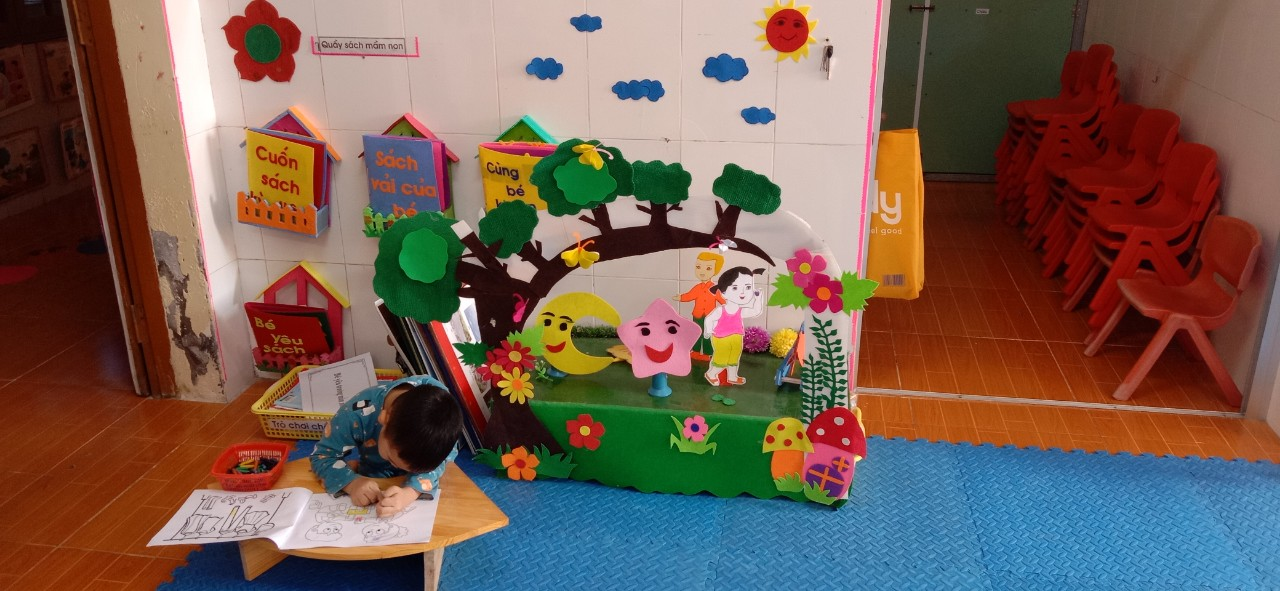 Quầy sách mầm non
Cuốn
sách
Sách
vải của
bé
Cùng
bé
Bé
yêu
sách
Trò chơi
ly
feel good